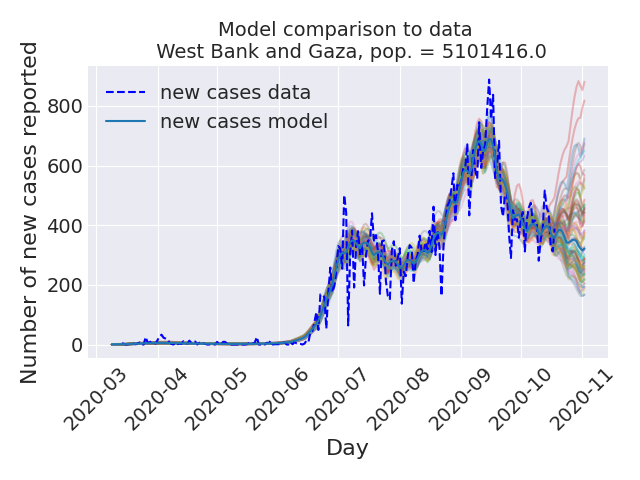 Model comparison to data
West Bank and Gaza, pop. = 5101416.0
Number of new cases reported
new cases data
new cases model
800
600
400
200
0
2020-03
2020-04
2020-05
2020-06
2020-07
2020-08
2020-09
2020-10
2020-11
Day